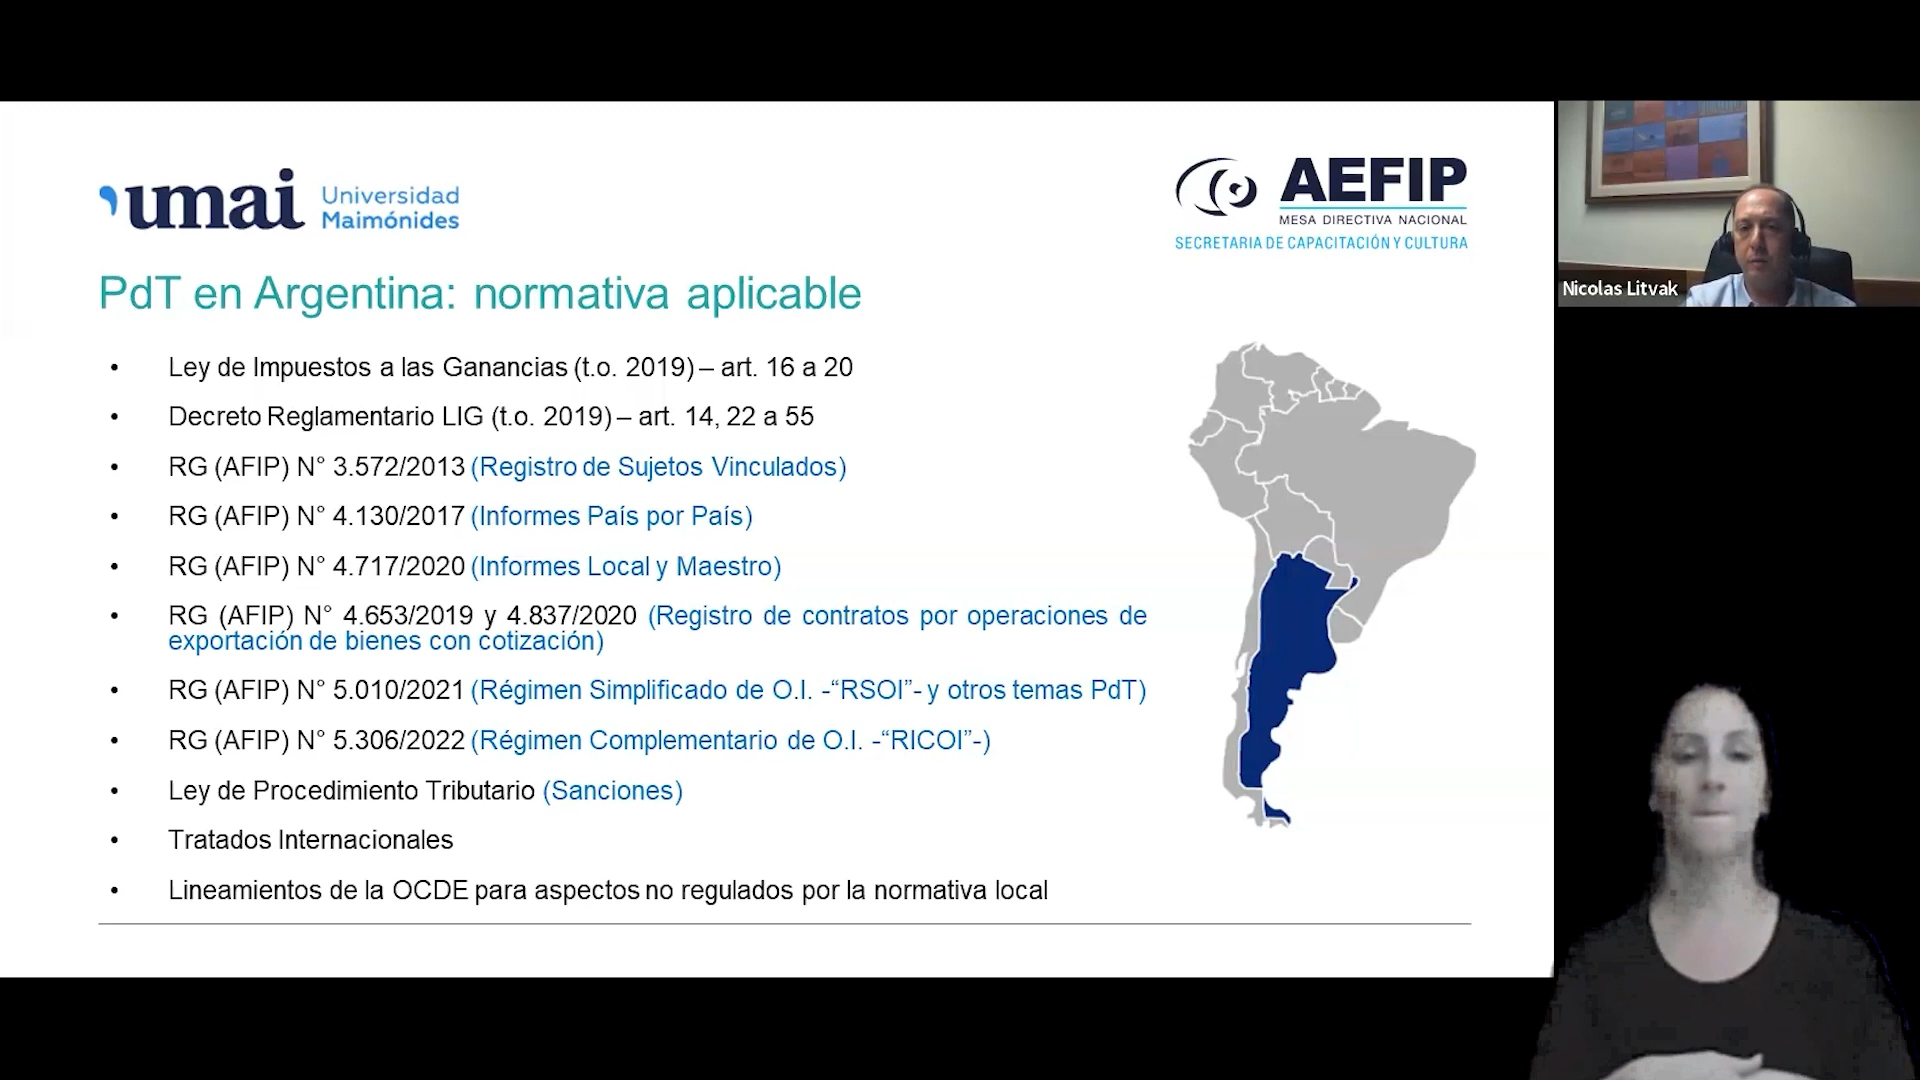 umai Universidad
Maimónides
AEFIP
MESA DIRECTIVA NACIONAL
SECRETARIA DE CAPACITACIÓN Y CULTURA
PdT en Argentina: normativa aplicable
• Ley de Impuestos a las Ganancias (t.o. 2019) – art. 16 a 20
• Decreto Reglamentario LIG (t.o. 2019) – art. 14, 22 a 55
• RG (AFIP) N° 3.572/2013 (Registro de Sujetos Vinculados)
• RG (AFIP) N° 4.130/2017 (Informes País por País)
• RG (AFIP) N° 4.717/2020 (Informes Local y Maestro)
• RG (AFIP) N° 4.653/2019 y 4.837/2020 (Registro de contratos por operaciones de
exportación de bienes con cotización)
• RG (AFIP) N° 5.010/2021 (Régimen Simplificado de O.I. -“RSOI”- y otros temas PdT)
• RG (AFIP) N° 5.306/2022 (Régimen Complementario de O.I. -“RICOI”-)
• Ley de Procedimiento Tributario (Sanciones)
• Tratados Internacionales
• Lineamientos de la OCDE para aspectos no regulados por la normativa local
Nicolas Litvak